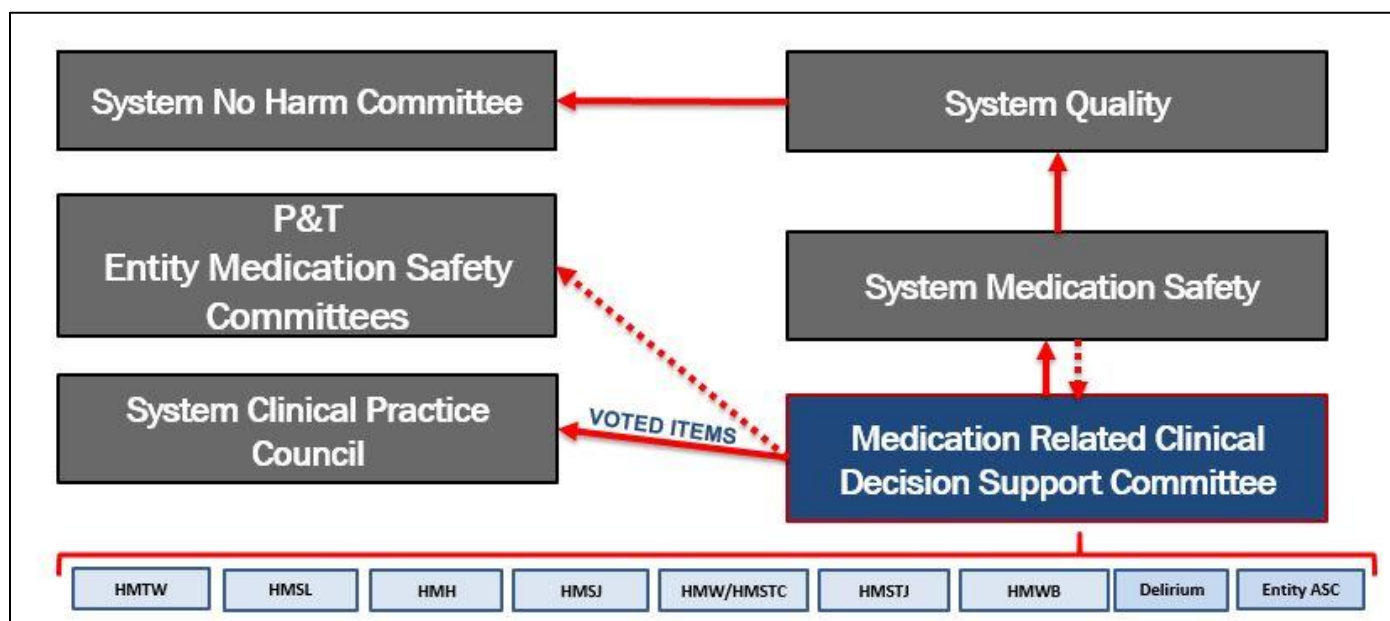 System No Harm Committee
System Quality
P&T
Entity Medication Safety
Committees
System Medication Safety
System Clinical Practice
Council
VOTED ITEMS
Medication Related Clinical
Decision Support Committee
HMTW
HMSL
HMH
HMSJ
HMW/HMSTC
HMSTJ
HMWB
Delirium
Entity ASC